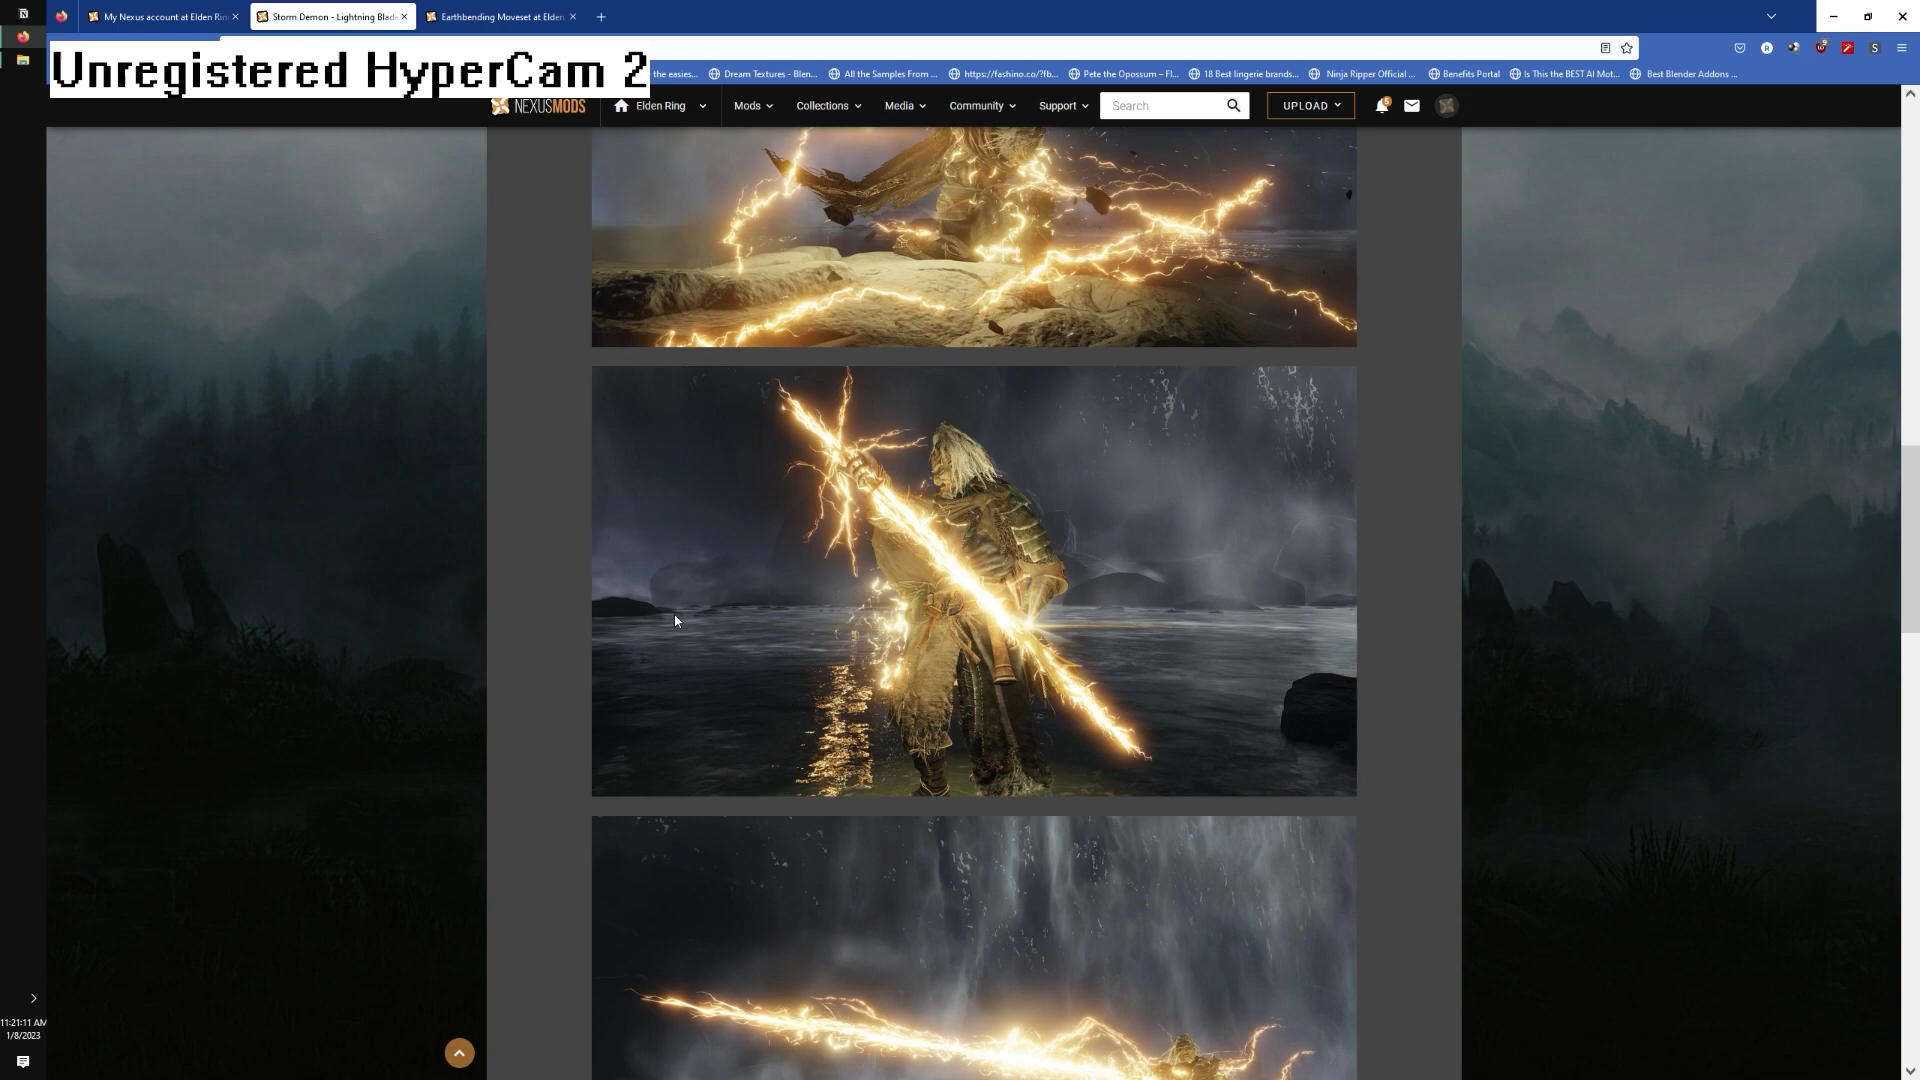 My Nexus account at Elden Rin
Storm Demon - Lightning Blade
Earthbending Moveset at Elden
Unregistered HyperCam 2
the easies...
Dream Textures - Blen...
All the Samples From ...
https://fashino.co/?fb...
Pete the Opossum – Fl...
18 Best lingerie brands...
Ninja Ripper Official ...
Benefits Portal
Is This the BEST AI Mot...
Best Blender Addons ...
NEXUSMODS
Elden Ring
Mods
Collections
Media
Community
Support
Search
UPLOAD
11:21:11 AM
1/8/2023